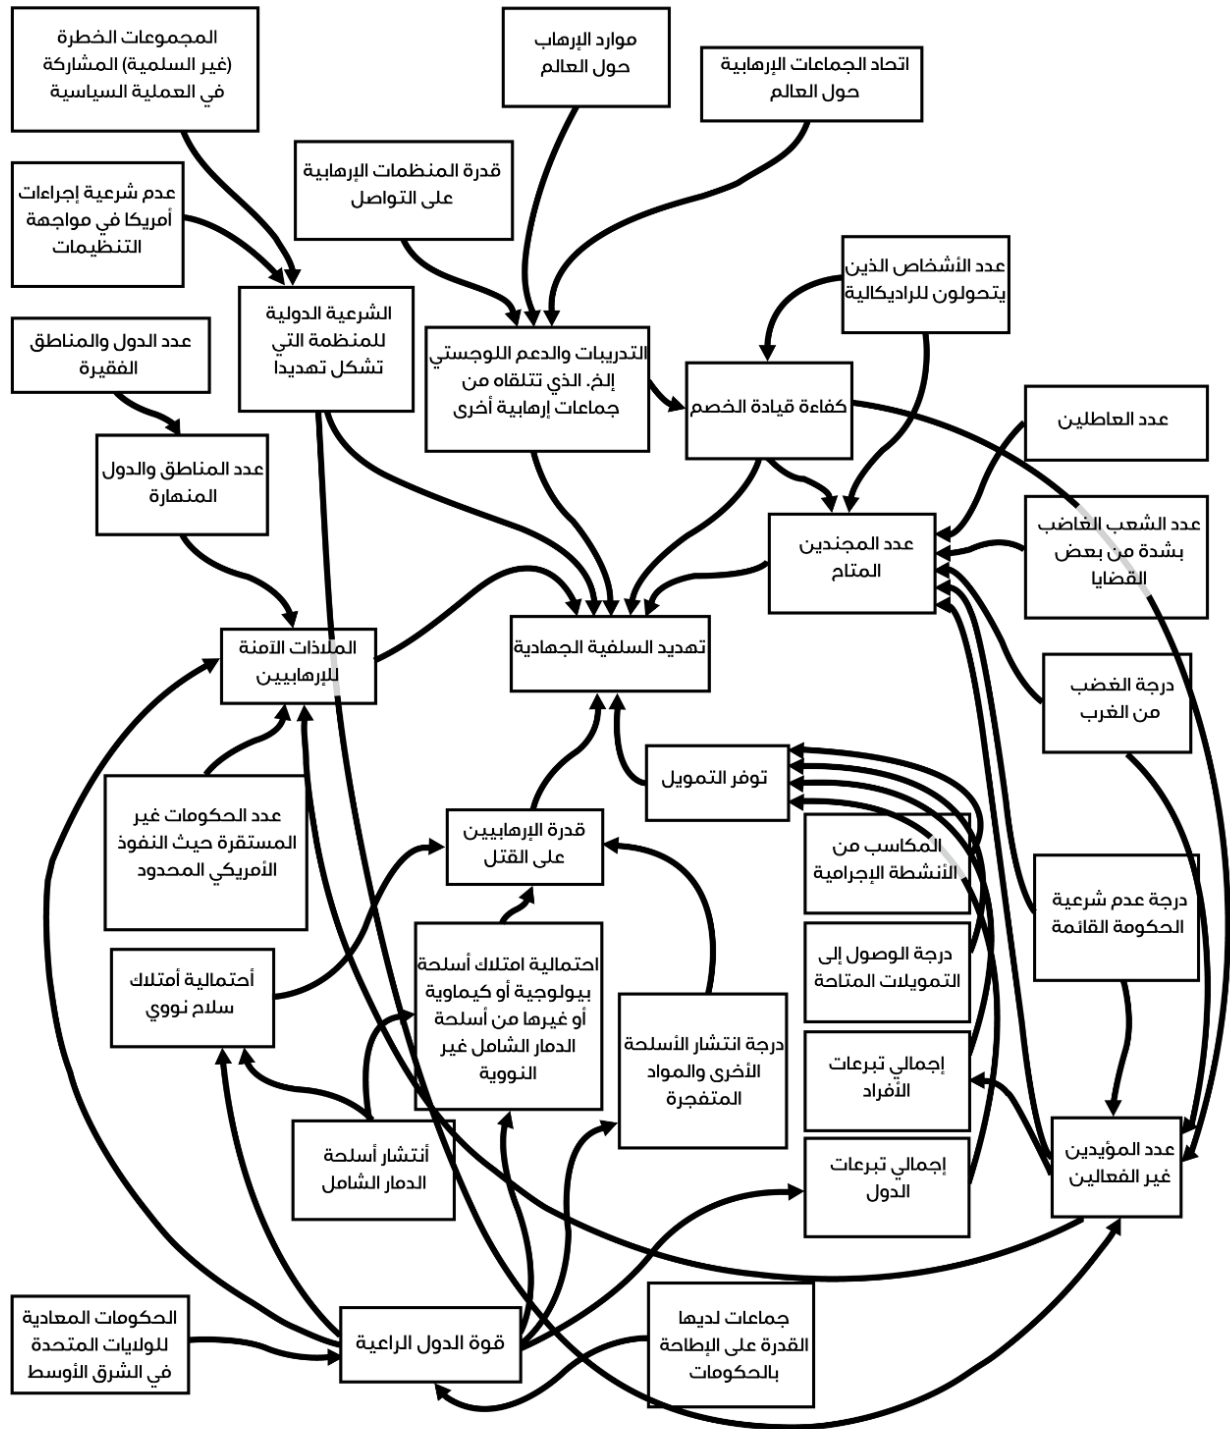 المجموعات الخطرة
(غير السلمية) المشاركة
في العملية السياسية
موارد الإرهاب
حول العالم
اتحاد الجماعات الإرهابية
حول العالم
قدرة المنظمات الإرهابية
على التواصل
عدم شرعية إجراءات
أمريكا في مواجهة
التنظيمات
عدد الأشخاص الذين
يتحولون للراديكالية
الشرعية الدولية
للمنظمة التي
تشكل تهديدا
عدد الدول والمناطق
الفقيرة
التدريبات والدعم اللوجستي
إلخ. الذي تتلقاه من
جماعات إرهابية أخرى
كفاءة قيادة الخصم
عدد العاطلين
عدد المناطق والدول
المنهارة
عدد المجندين
المتاح
عدد الشعب الغاضب
بشدة من بعض
القضايا
الملاذات الآمنة
للإرهابيين
تهديد السلفية الجهادية
درجة الغضب
من الغرب
توفر التمويل
عدد الحكومات غير
المستقرة حيث النفوذ
الأمريكي المحدود
قدرة الإرهابيين
على القتل
المكاسب من
الأنشطة الإجرامية
درجة عدم شرعية
الحكومة القائمة
أحتمالية أمتلاك
سلاح نووي
احتمالية امتلاك أسلحة
بيولوجية أو كيماوية
أو غيرها من أسلحة
الدمار الشامل غير
النووية
درجة الوصول إلى
التمويلات المتاحة
درجة انتشار الأسلحة
الأخرى والمواد
المتفجرة
إجمالي تبرعات
الأفراد
أنتشار أسلحة
الدمار الشامل
إجمالي تبرعات
الدول
عدد المؤيدين
غير الفعالين
الحكومات المعادية
للولايات المتحدة
في الشرق الأوسط
قوة الدول الراعية
جماعات لديها
القدرة على الإطاحة
بالحكومات